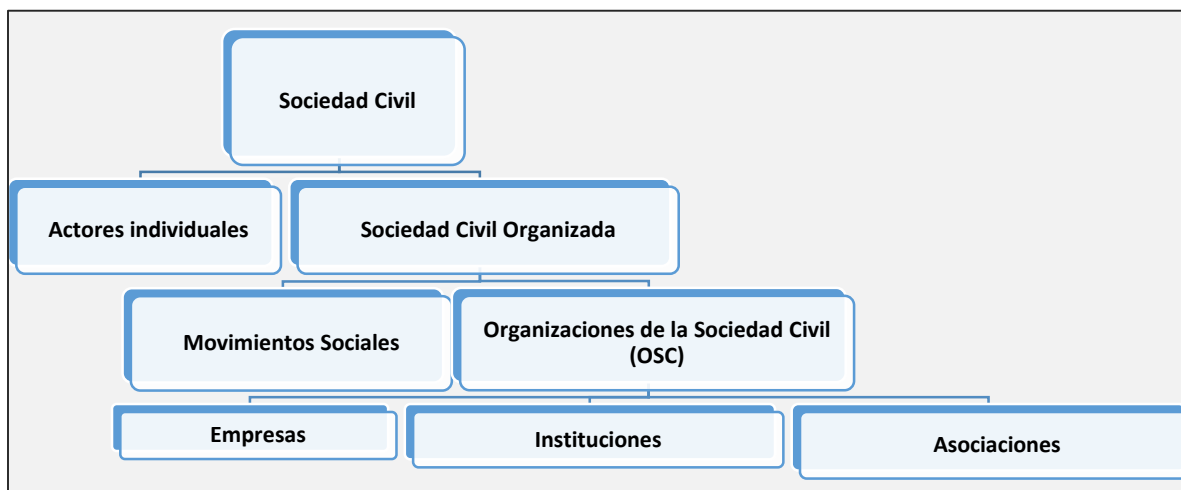 Sociedad Civil
Actores individuales
Sociedad Civil Organizada
Movimientos Sociales
Organizaciones de la Sociedad Civil
(OSC)
Empresas
Instituciones
Asociaciones